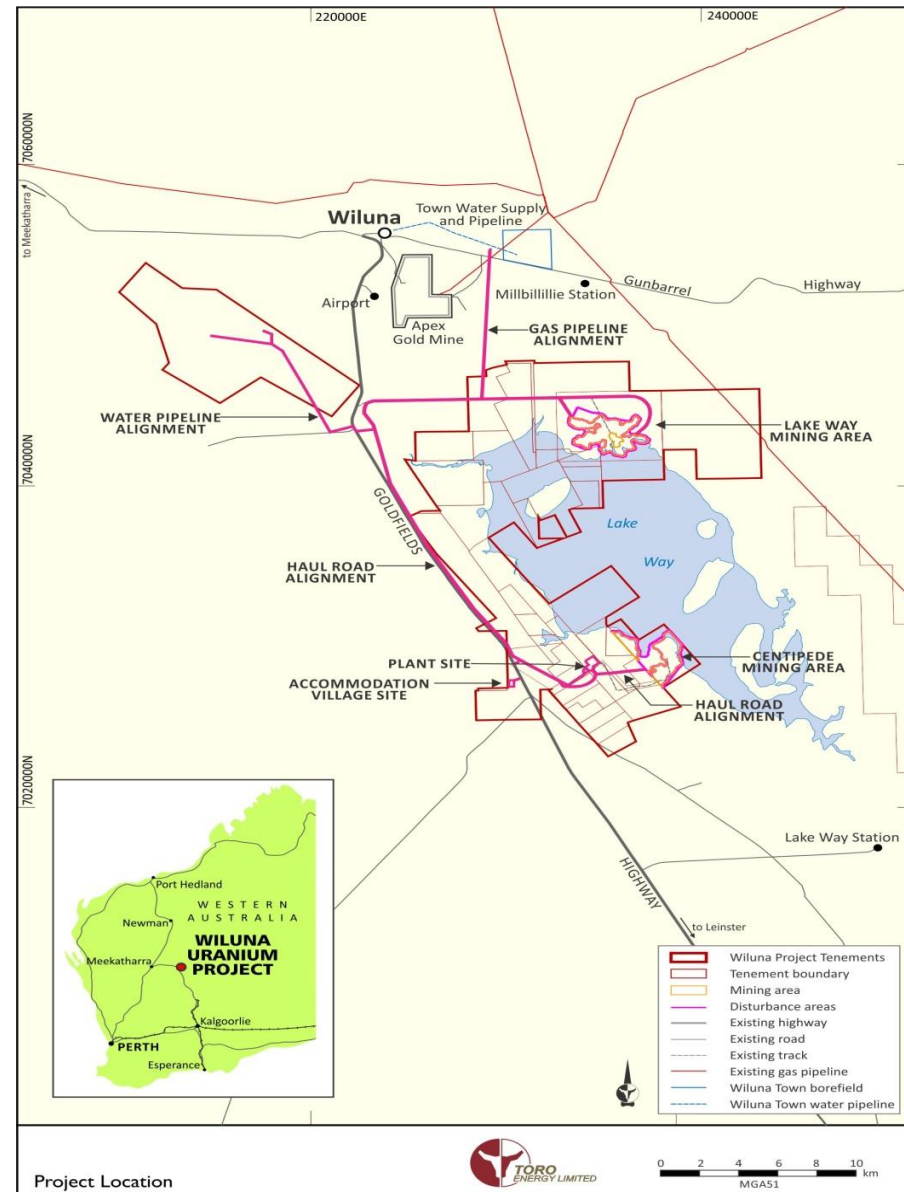 220000E
240000E
7060000N
to Meekatharra
Wiluna
Town Water Supply
and Pipeline
Gunbarrel
Highway
Millbillillie Station
Airport
Apex
Gold Mine
GAS PIPELINE
ALIGNMENT
WATER PIPELINE
ALIGNMENT
LAKE WAY
MINING AREA
7040000N
GOLDFIELDS
Lake
Way
HAUL ROAD
ALIGNMENT
PLANT SITE
CENTIPEDE
MINING AREA
ACCOMMODATION
VILLAGE SITE
HAUL ROAD
ALIGNMENT
7020000N
Lake Way Station
HIGHWAY
to Leinster
Port Hedland
WESTERN
AUSTRALIA
Newman
WILUNA
URANIUM
PROJECT
Meekatharra
Kalgoorlie
PERTH
Esperance
Wiluna Project Tenements
Tenement boundary
Mining area
Disturbance areas
Existing highway
Existing road
Existing track
Existing gas pipeline
Wiluna Town borefield
Wiluna Town water pipeline
Project Location
TORO
ENERGY LIMITED
0 2 4 6 8 10
km
MGA51